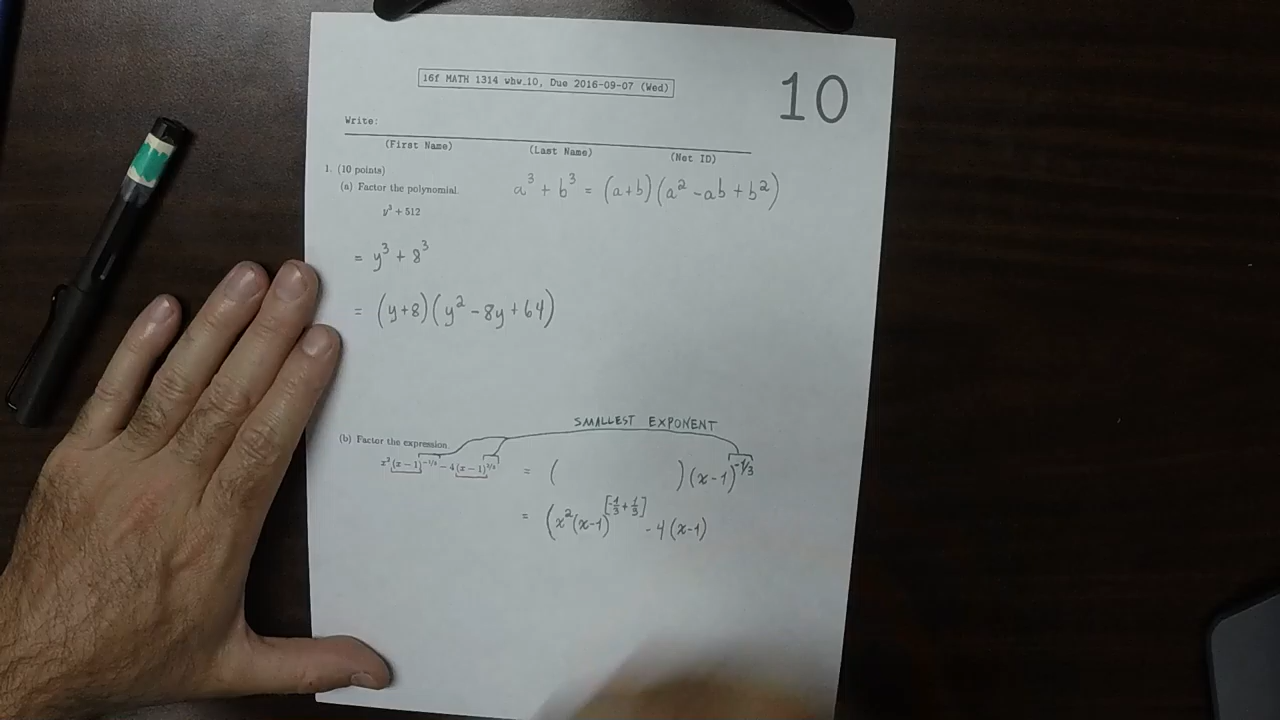 16f MATH 1314 whw.10, Due 2016-09-07 (Wed)
10
Write:
(First Name) (Last Name) (Net ID)
1. (10 points)
(a) Factor the polynomial.
a³ + b³ = (a+b)(a² - ab + b²)
y³ + 512
= y³ + 8³
= (y+8)(y² - 8y + 64)
SMALLEST EXPONENT
(b) Factor the expression.
x²(x − 1)^-1/3 − 4(x − 1) = ( )(x-1)^-1/3
= (x²(x-1)^[-1/3 + 1/3] - 4(x-1)